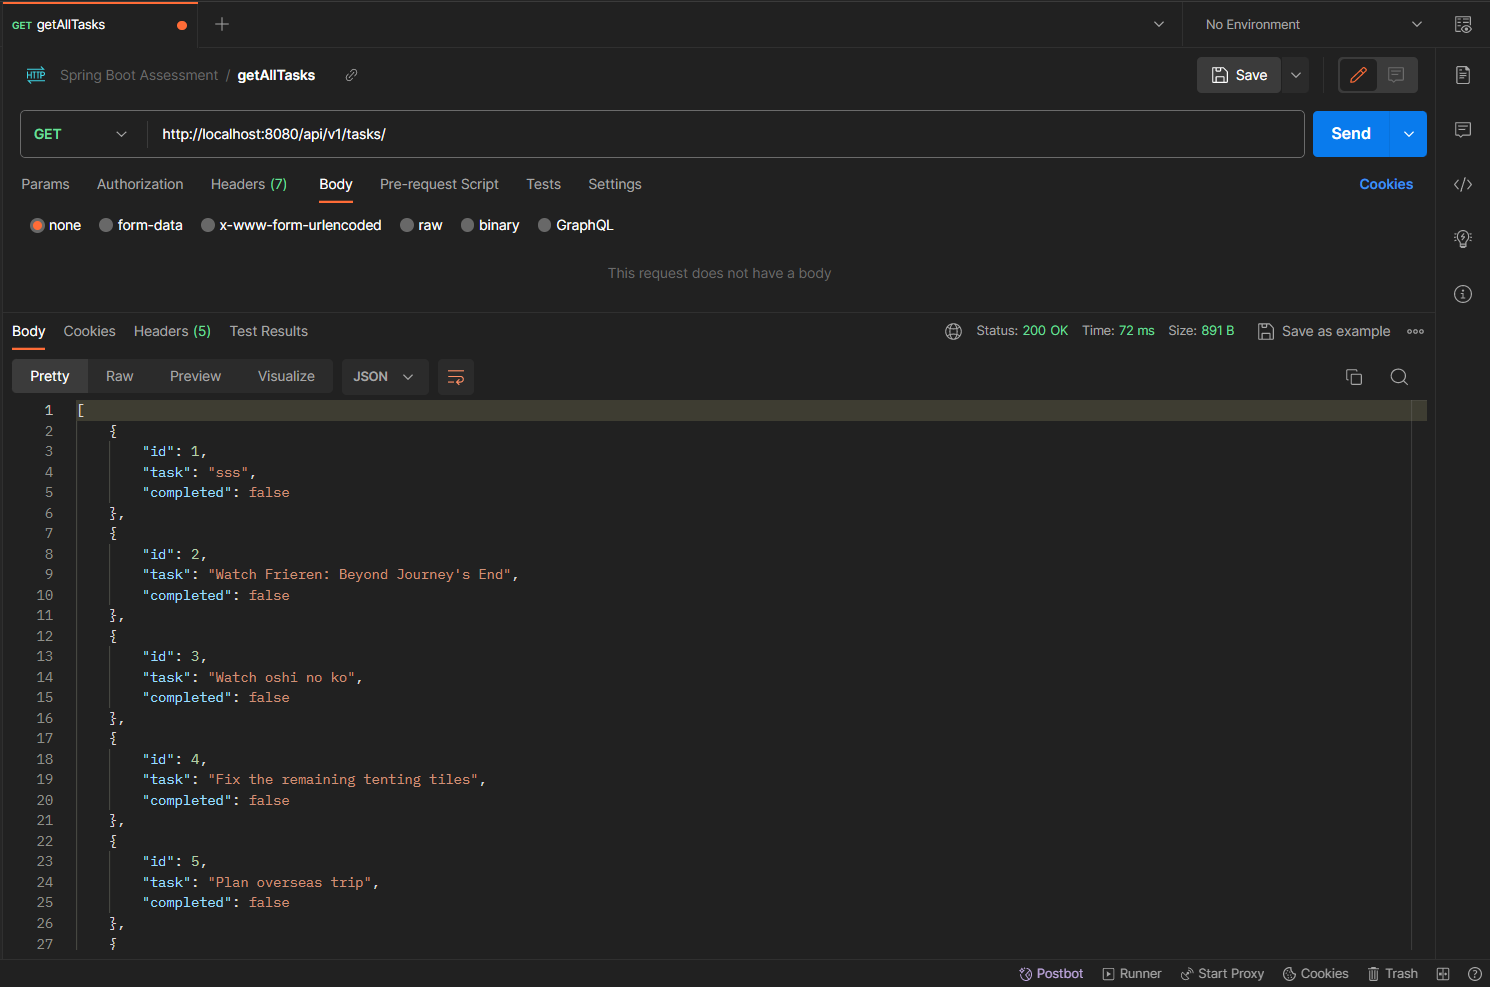 GET getAllTasks
No Environment
Spring Boot Assessment / getAllTasks
Save
GET http://localhost:8080/api/v1/tasks/ Send
Params Authorization Headers (7) Body Pre-request Script Tests Settings Cookies
none form-data x-www-form-urlencoded raw binary GraphQL
This request does not have a body
Body Cookies Headers (5) Test Results Status: 200 OK Time: 72 ms Size: 891 B Save as example
Pretty Raw Preview Visualize JSON
1 [
2 {
3 "id": 1,
4 "task": "sss",
5 "completed": false
6 },
7 {
8 "id": 2,
9 "task": "Watch Frieren: Beyond Journey's End",
10 "completed": false
11 },
12 {
13 "id": 3,
14 "task": "Watch oshi no ko",
15 "completed": false
16 },
17 {
18 "id": 4,
19 "task": "Fix the remaining tenting tiles",
20 "completed": false
21 },
22 {
23 "id": 5,
24 "task": "Plan overseas trip",
25 "completed": false
26 },
27 {
Postbot Runner Start Proxy Cookies Trash